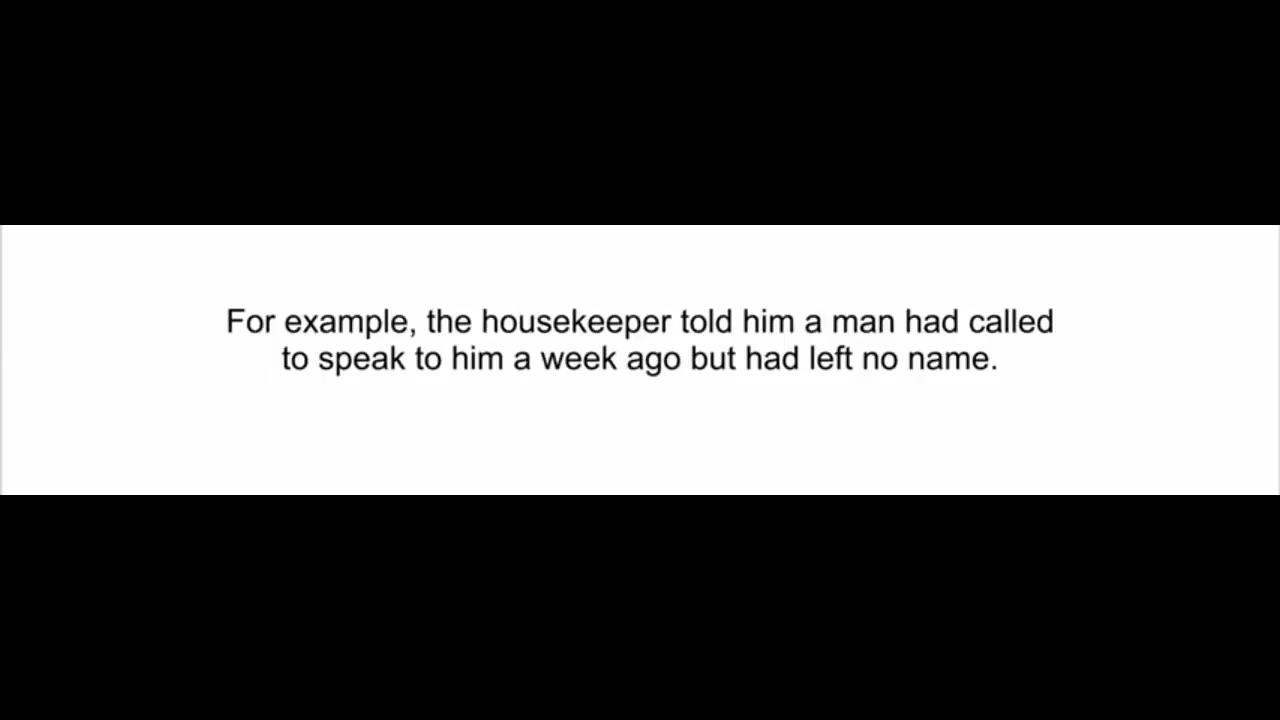 For example, the housekeeper told him a man had called
to speak to him a week ago but had left no name.